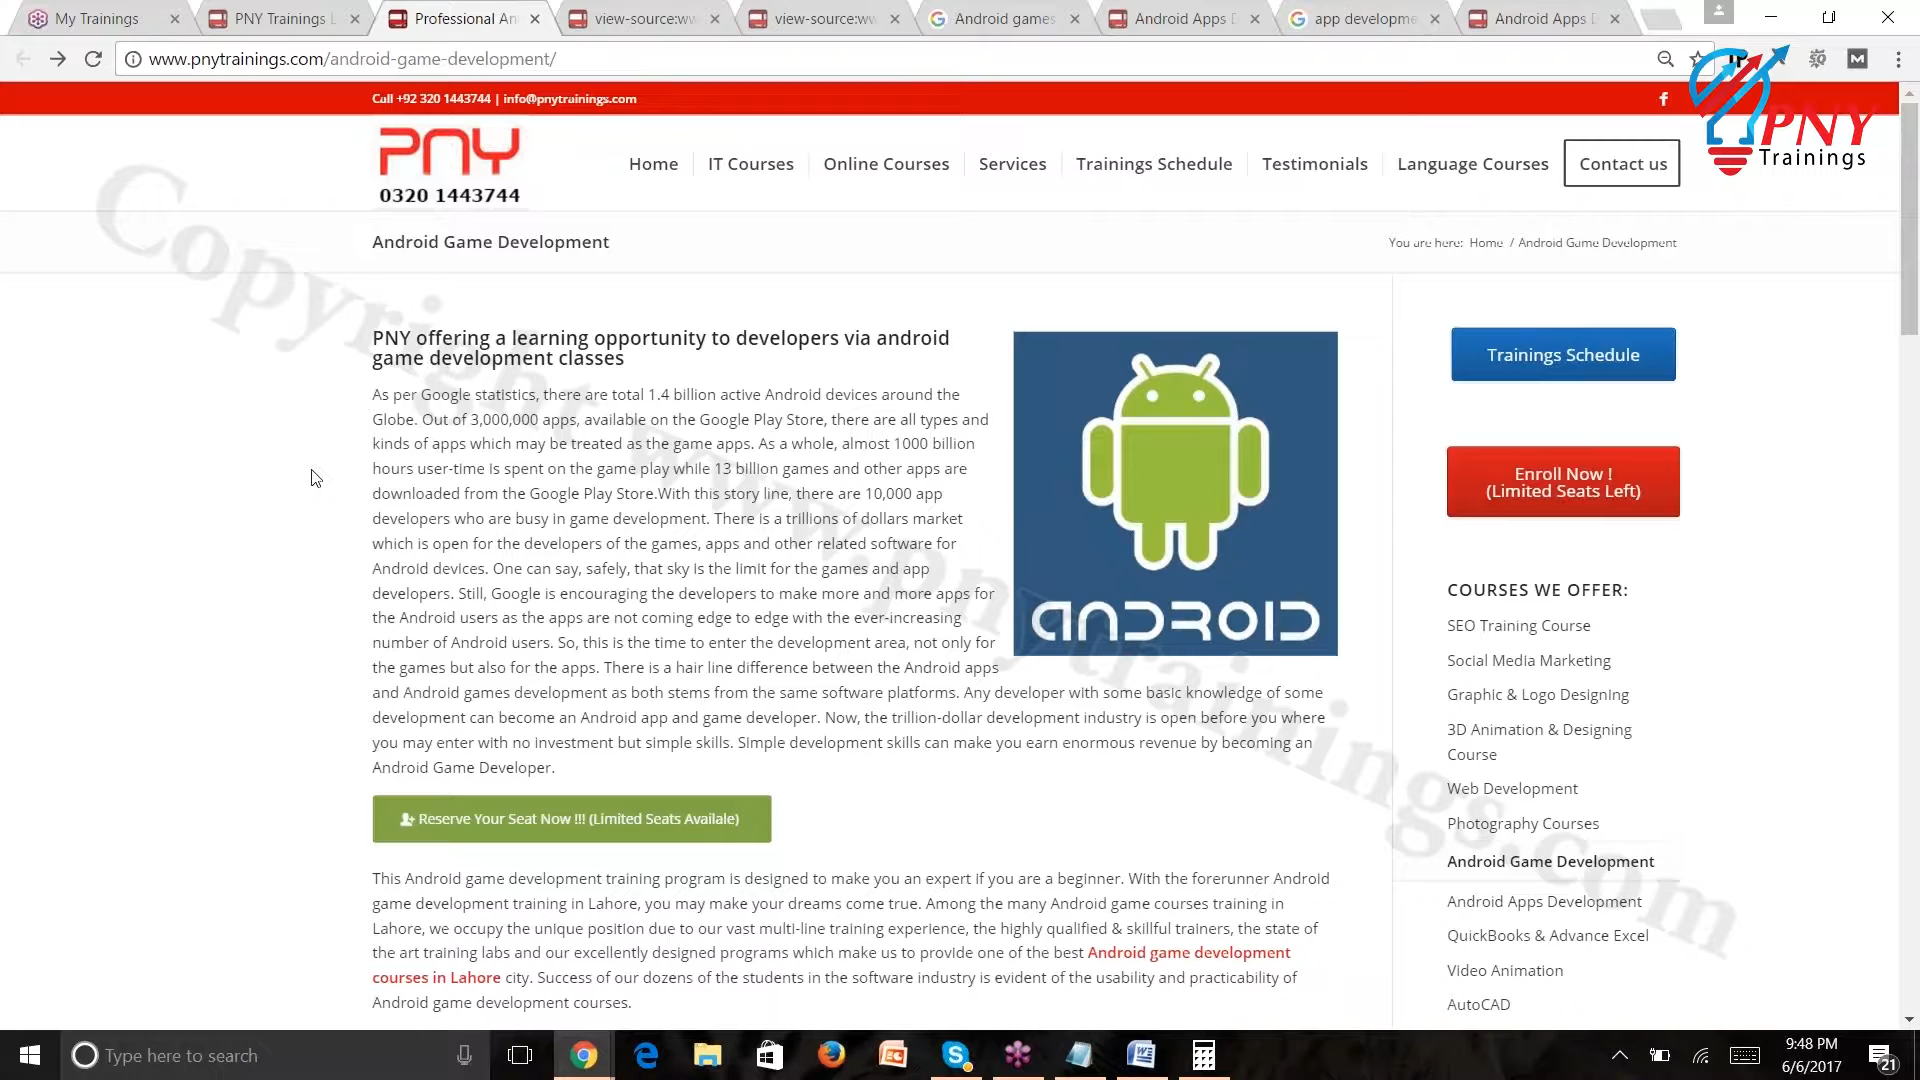 My Trainings
PNY Trainings L
Professional An
view-source:ww
view-source:ww
Android games
Android Apps D
app developme
Android Apps D
www.pnytrainings.com/android-game-development/
Call +92 320 1443744 | info@pnytrainings.com
PNY
0320 1443744
Home
IT Courses
Online Courses
Services
Trainings Schedule
Testimonials
Language Courses
Contact us
PNY
Trainings
Android Game Development
You are here: Home / Android Game Development
PNY offering a learning opportunity to developers via android
game development classes
As per Google statistics, there are total 1.4 billion active Android devices around the
Globe. Out of 3,000,000 apps, available on the Google Play Store, there are all types and
kinds of apps which may be treated as the game apps. As a whole, almost 1000 billion
hours user-time is spent on the game play while 13 billion games and other apps are
downloaded from the Google Play Store.With this story line, there are 10,000 app
developers who are busy in game development. There is a trillions of dollars market
which is open for the developers of the games, apps and other related software for
Android devices. One can say, safely, that sky is the limit for the games and app
developers. Still, Google is encouraging the developers to make more and more apps for
the Android users as the apps are not coming edge to edge with the ever-increasing
number of Android users. So, this is the time to enter the development area, not only for
the games but also for the apps. There is a hair line difference between the Android apps
and Android games development as both stems from the same software platforms. Any developer with some basic knowledge of some
development can become an Android app and game developer. Now, the trillion-dollar development industry is open before you where
you may enter with no investment but simple skills. Simple development skills can make you earn enormous revenue by becoming an
Android Game Developer.
ANDROID
Reserve Your Seat Now !!! (Limited Seats Availale)
This Android game development training program is designed to make you an expert if you are a beginner. With the forerunner Android
game development training in Lahore, you may make your dreams come true. Among the many Android game courses training in
Lahore, we occupy the unique position due to our vast multi-line training experience, the highly qualified & skillful trainers, the state of
the art training labs and our excellently designed programs which make us to provide one of the best Android game development
courses in Lahore city. Success of our dozens of the students in the software industry is evident of the usability and practicability of
Android game development courses.
Trainings Schedule
Enroll Now !
(Limited Seats Left)
COURSES WE OFFER:
SEO Training Course
Social Media Marketing
Graphic & Logo Designing
3D Animation & Designing
Course
Web Development
Photography Courses
Android Game Development
Android Apps Development
QuickBooks & Advance Excel
Video Animation
AutoCAD
Copyright www.pnytrainings.com
Type here to search
9:48 PM
6/6/2017
21